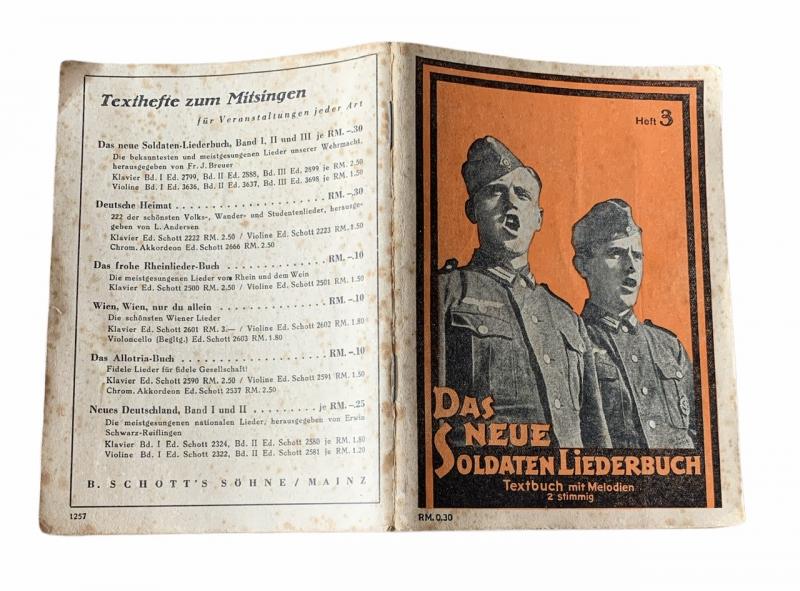 Texthefte zum Mitsingen
für Veranstaltungen jeder Art
Das neue Soldaten-Liederbuch, Band I, II und III je RM. –.30
Die bekanntesten und meistgesungenen Lieder unserer Wehrmacht,
herausgegeben von Fr. J. Breuer
Klavier Bd. I Ed. 2799, Bd. II Ed. 2888, Bd. III Ed. 2899 je RM. 2.50
Violine Bd. I Ed. 3636, Bd. II Ed. 3637, Bd. III Ed. 3698 je RM. 1.50
Deutsche Heimat . . . . . . . . . . . . . . . . . . . . RM. –.30
222 der schönsten Volks-, Wander- und Studentenlieder, herausge-
geben von L. Andersen
Klavier Ed. Schott 2222 RM. 2.50 / Violine Ed. Schott 2223 RM. 1.50
Chrom. Akkordeon Ed. Schott 2666 RM. 2.50
Das frohe Rheinlieder-Buch . . . . . . . . . . . . RM. –.10
Die meistgesungenen Lieder vom Rhein und dem Wein
Klavier Ed. Schott 2500 RM. 2.50 / Violine Ed. Schott 2501 RM. 1.50
Wien, Wien, nur du allein . . . . . . . . . . . . . RM. –.10
Die schönsten Wiener Lieder
Klavier Ed. Schott 2601 RM. 3.— / Violine Ed. Schott 2602 RM. 1.80
Violoncello (Begltg.) Ed. Schott 2603 RM. 1.80
Das Allotria-Buch . . . . . . . . . . . . . . . . . . RM. –.10
Fidele Lieder für fidele Gesellschaft!
Klavier Ed. Schott 2590 RM. 2.50 / Violine Ed. Schott 2591 RM. 1.50
Chrom. Akkordeon Ed. Schott 2537 RM. 2.50
Neues Deutschland, Band I und II . . . . . . . . . je RM. –.25
Die meistgesungenen nationalen Lieder, herausgegeben von Erwin
Schwarz-Reiflingen
Klavier Bd. I Ed. Schott 2324, Bd. II Ed. Schott 2580 je RM. 1.80
Violine Bd. I Ed. Schott 2322, Bd. II Ed. Schott 2581 je RM. 1.20
B. SCHOTT'S SÖHNE / MAINZ
1257
Heft 3
DAS
NEUE
SOLDATEN LIEDERBUCH
Textbuch mit Melodien
2 stimmig
RM. 0.30